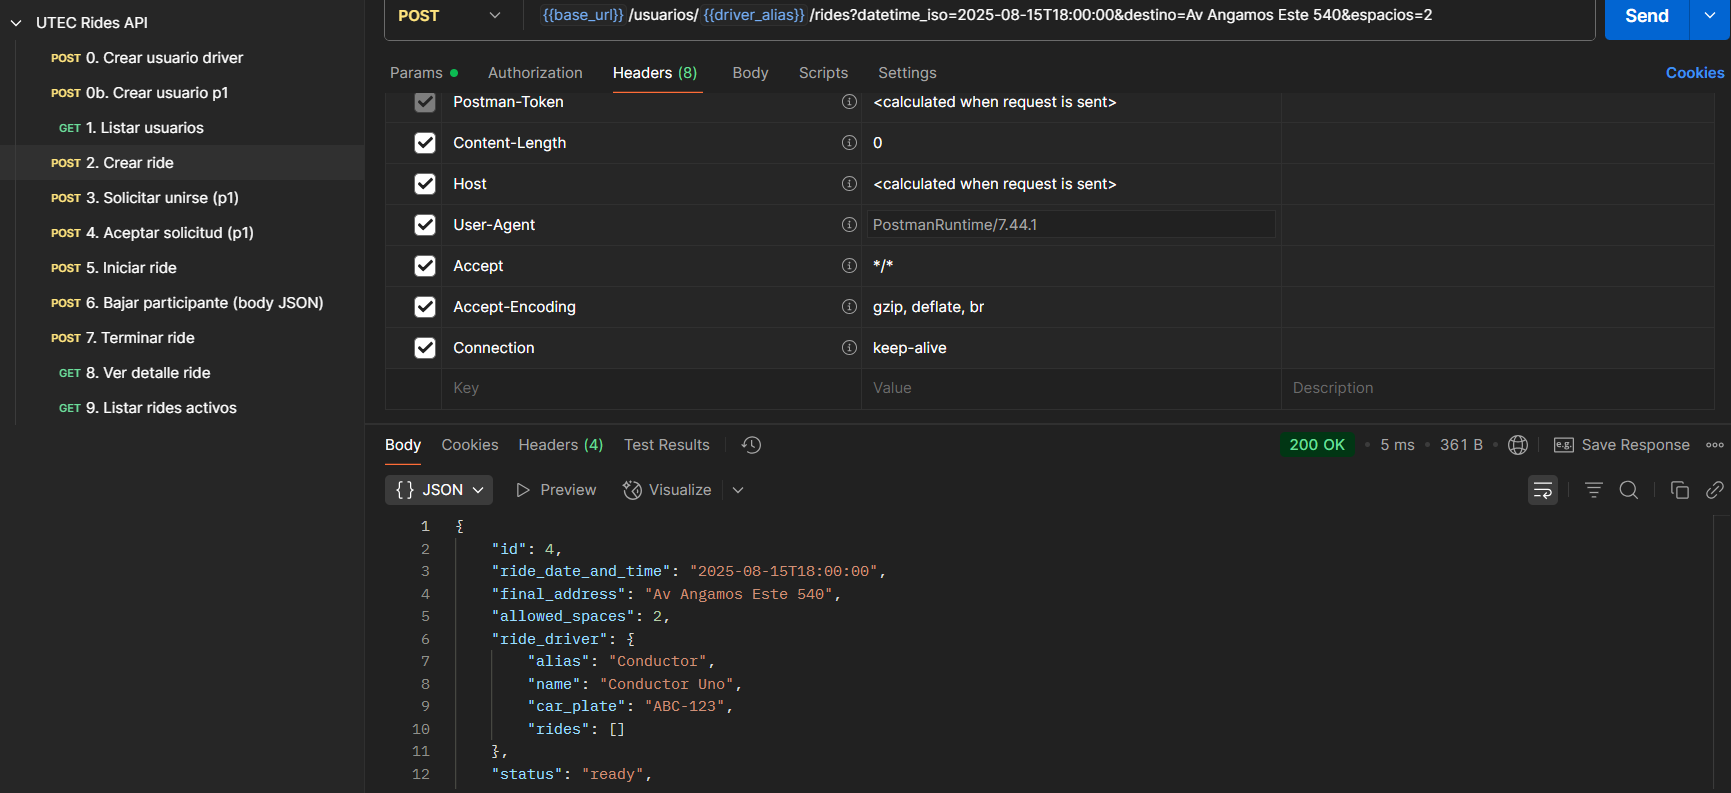 UTEC Rides API
POST 0. Crear usuario driver
POST 0b. Crear usuario p1
GET 1. Listar usuarios
POST 2. Crear ride
POST 3. Solicitar unirse (p1)
POST 4. Aceptar solicitud (p1)
POST 5. Iniciar ride
POST 6. Bajar participante (body JSON)
POST 7. Terminar ride
GET 8. Ver detalle ride
GET 9. Listar rides activos
POST {{base_url}} /usuarios/ {{driver_alias}} /rides?datetime_iso=2025-08-15T18:00:00&destino=Av Angamos Este 540&espacios=2 Send
Params Authorization Headers (8) Body Scripts Settings Cookies
Postman-Token <calculated when request is sent>
Content-Length 0
Host <calculated when request is sent>
User-Agent PostmanRuntime/7.44.1
Accept */*
Accept-Encoding gzip, deflate, br
Connection keep-alive
Key Value Description
Body Cookies Headers (4) Test Results 200 OK • 5 ms • 361 B • e.g. Save Response
{} JSON Preview Visualize
1 {
2 "id": 4,
3 "ride_date_and_time": "2025-08-15T18:00:00",
4 "final_address": "Av Angamos Este 540",
5 "allowed_spaces": 2,
6 "ride_driver": {
7 "alias": "Conductor",
8 "name": "Conductor Uno",
9 "car_plate": "ABC-123",
10 "rides": []
11 },
12 "status": "ready",